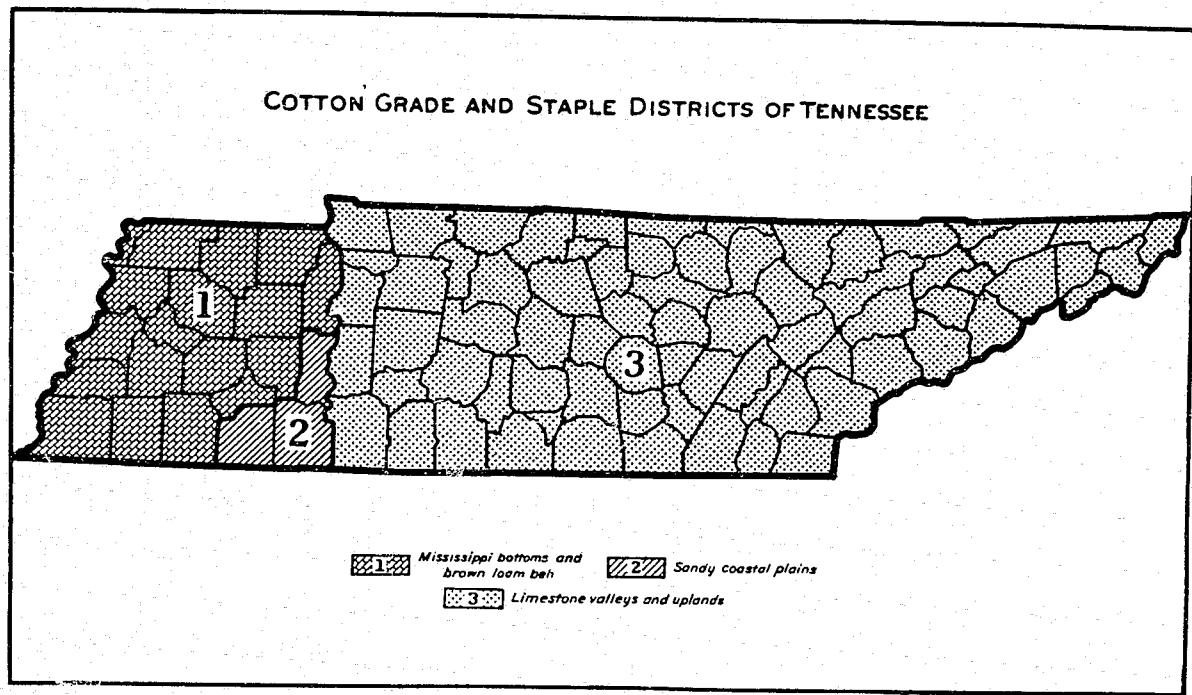 COTTON GRADE AND STAPLE DISTRICTS OF TENNESSEE
1
3
2
1 Mississippi bottoms and
brown loam belt
2 Sandy coastal plains
3 Limestone valleys and uplands